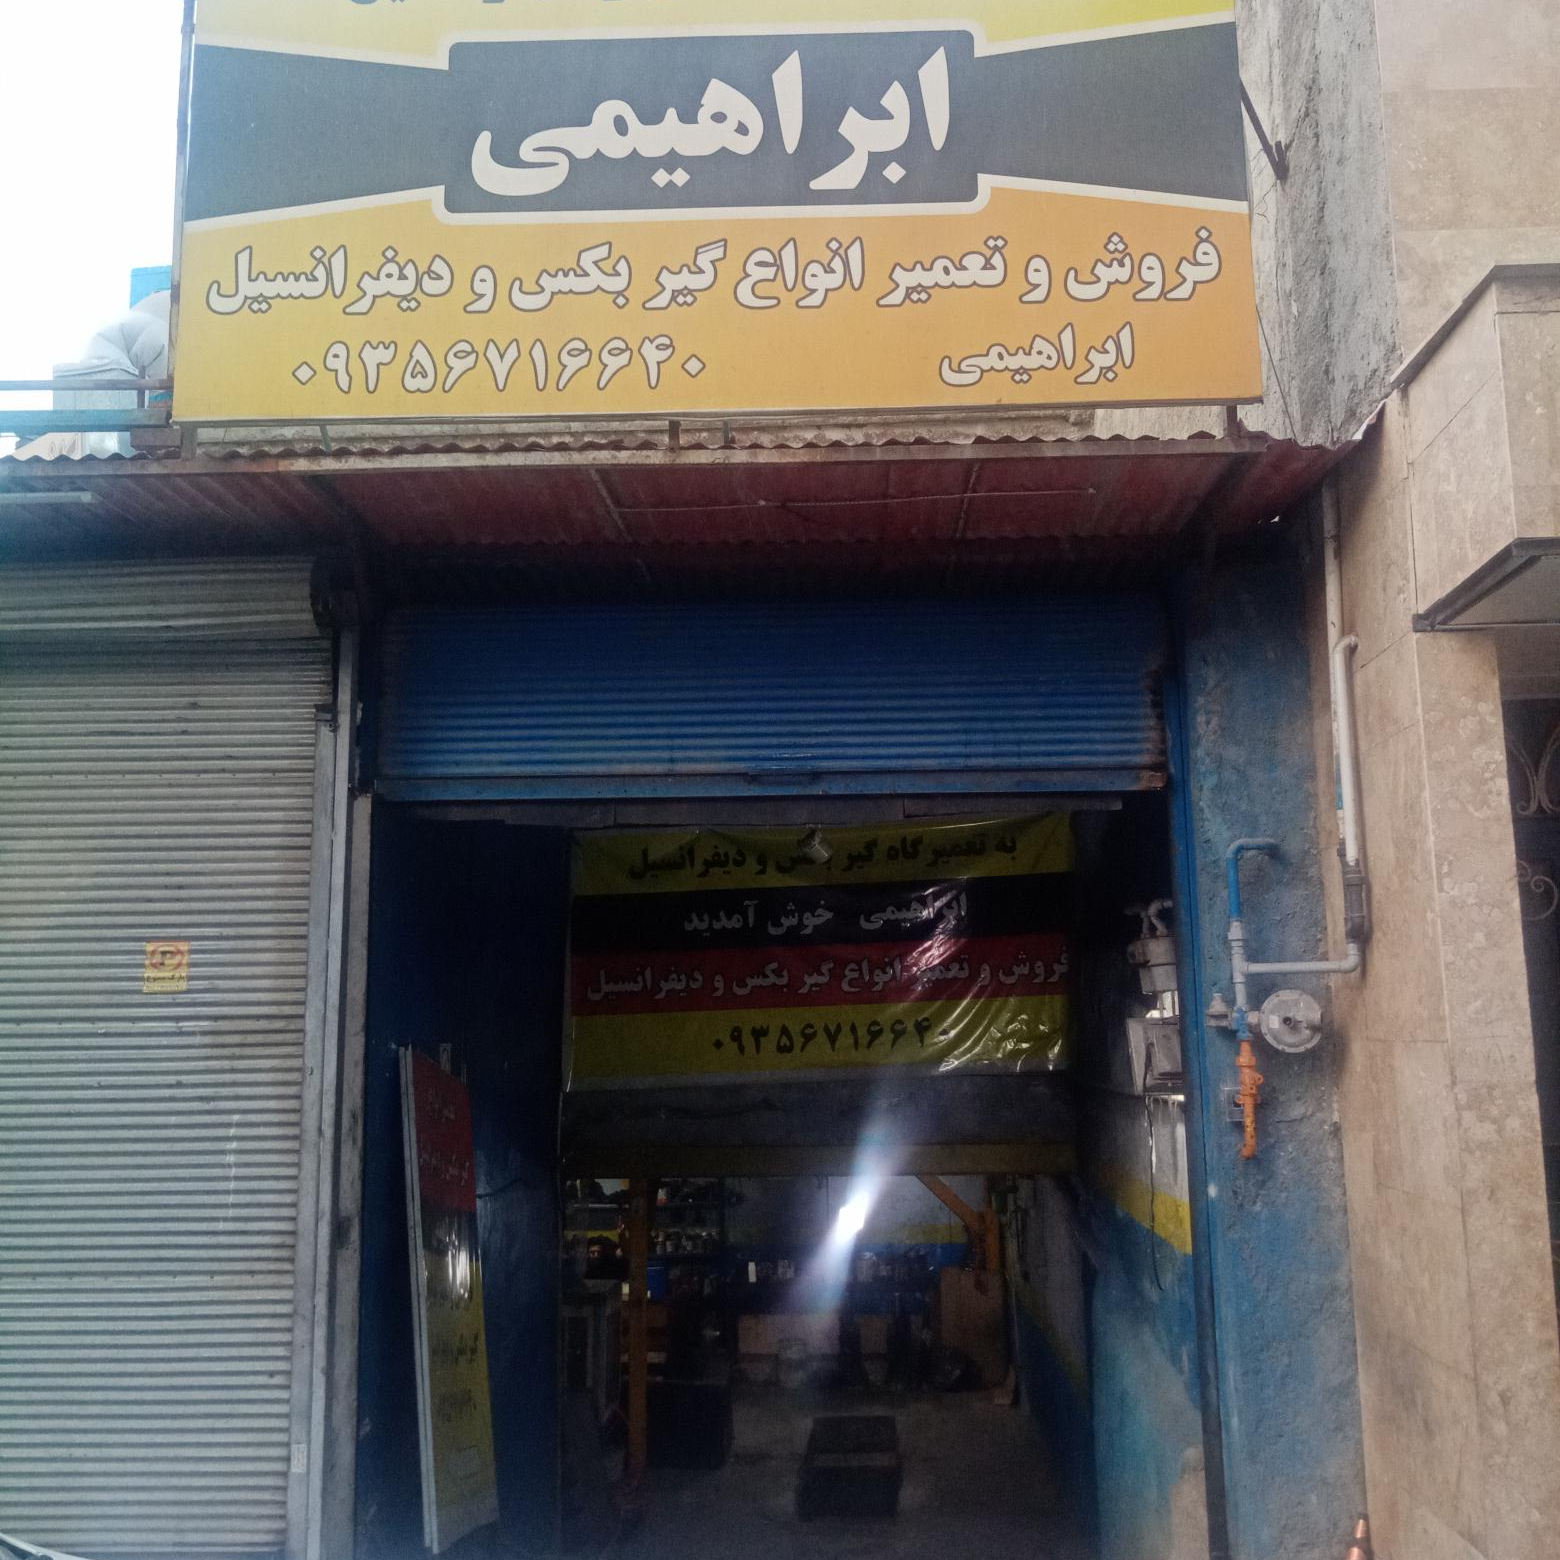 ابراهیمی
فروش و تعمیر انواع گیر بکس و دیفرانسیل
ابراهیمی
۰۹۳۵۶۷۱۶۶۴۰
به تعمیرگاه گیر بکس و دیفرانسیل
ابراهیمی خوش آمدید
فروش و تعمیر انواع گیر بکس و دیفرانسیل
۰۹۳۵۶۷۱۶۶۴۰
P